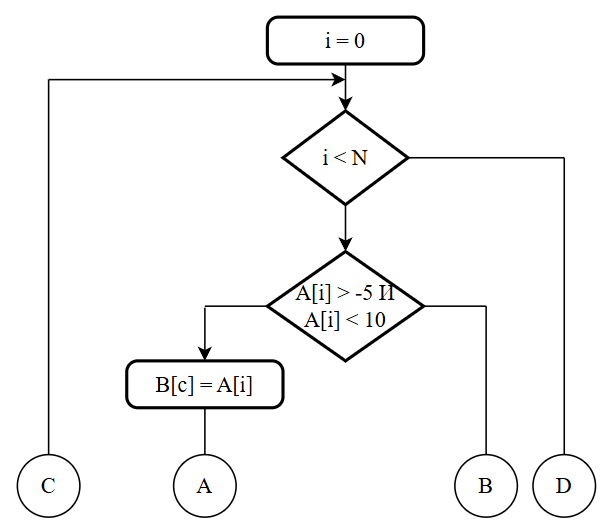 i = 0
i < N
A[i] > -5 И
A[i] < 10
B[c] = A[i]
C
A
B
D